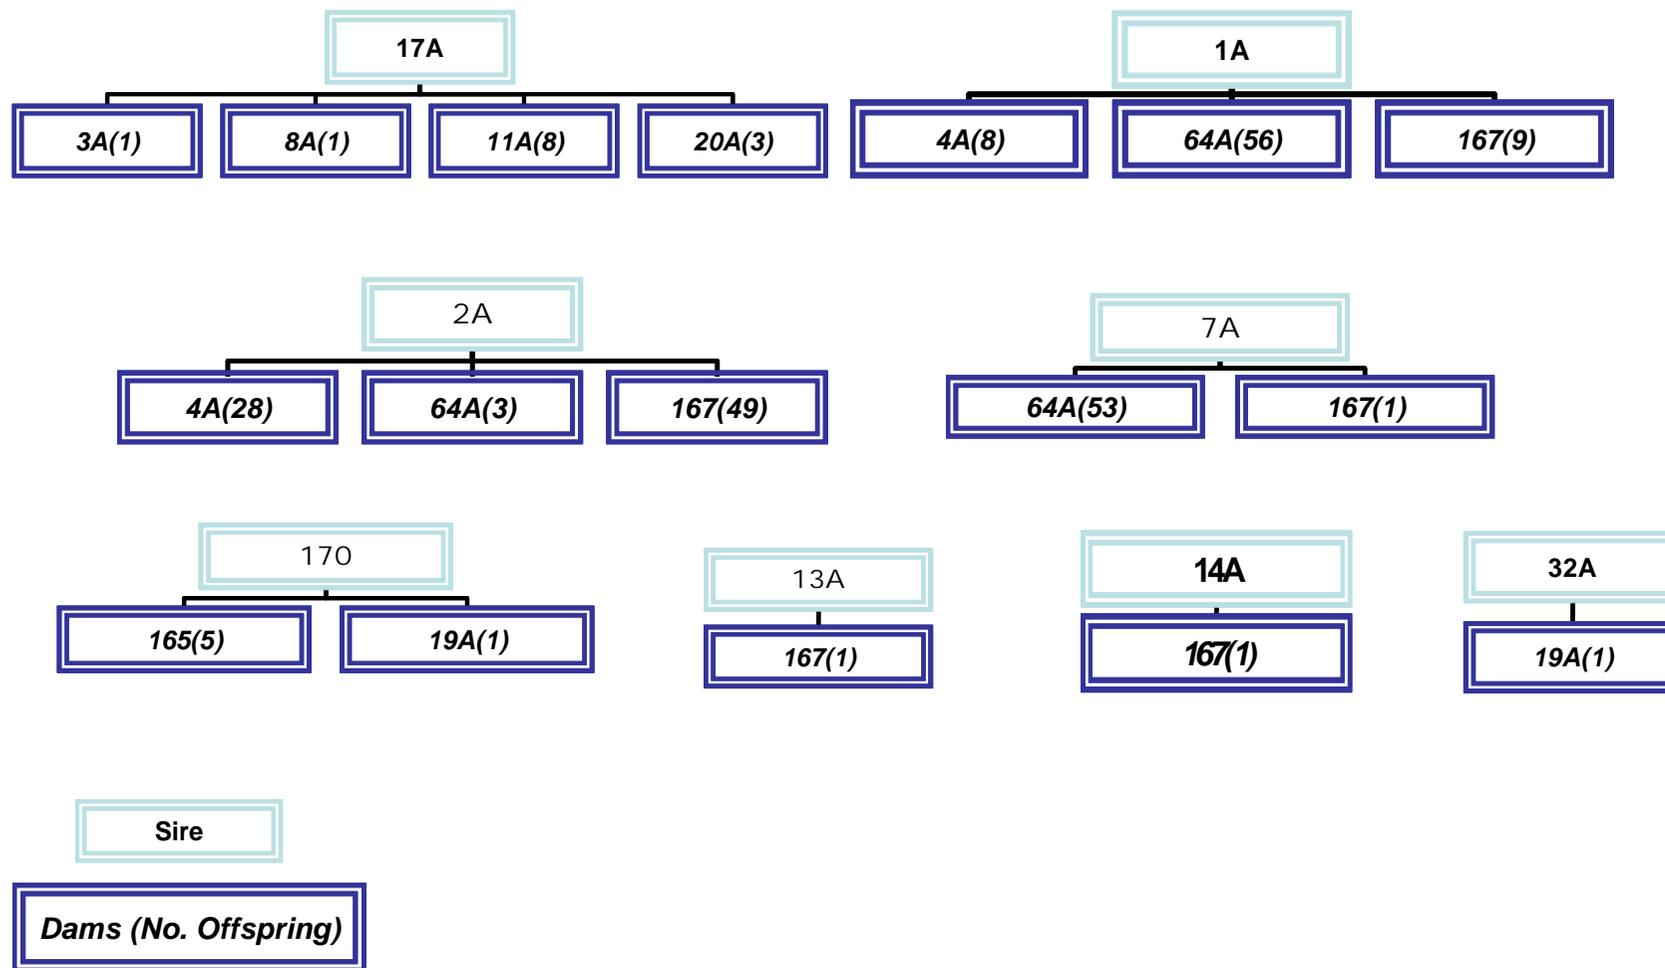 17A
3A(1)
8A(1)
11A(8)
20A(3)
1A
4A(8)
64A(56)
167(9)
2A
4A(28)
64A(3)
167(49)
7A
64A(53)
167(1)
170
165(5)
19A(1)
13A
167(1)
14A
167(1)
32A
19A(1)
Sire
Dams (No. Offspring)